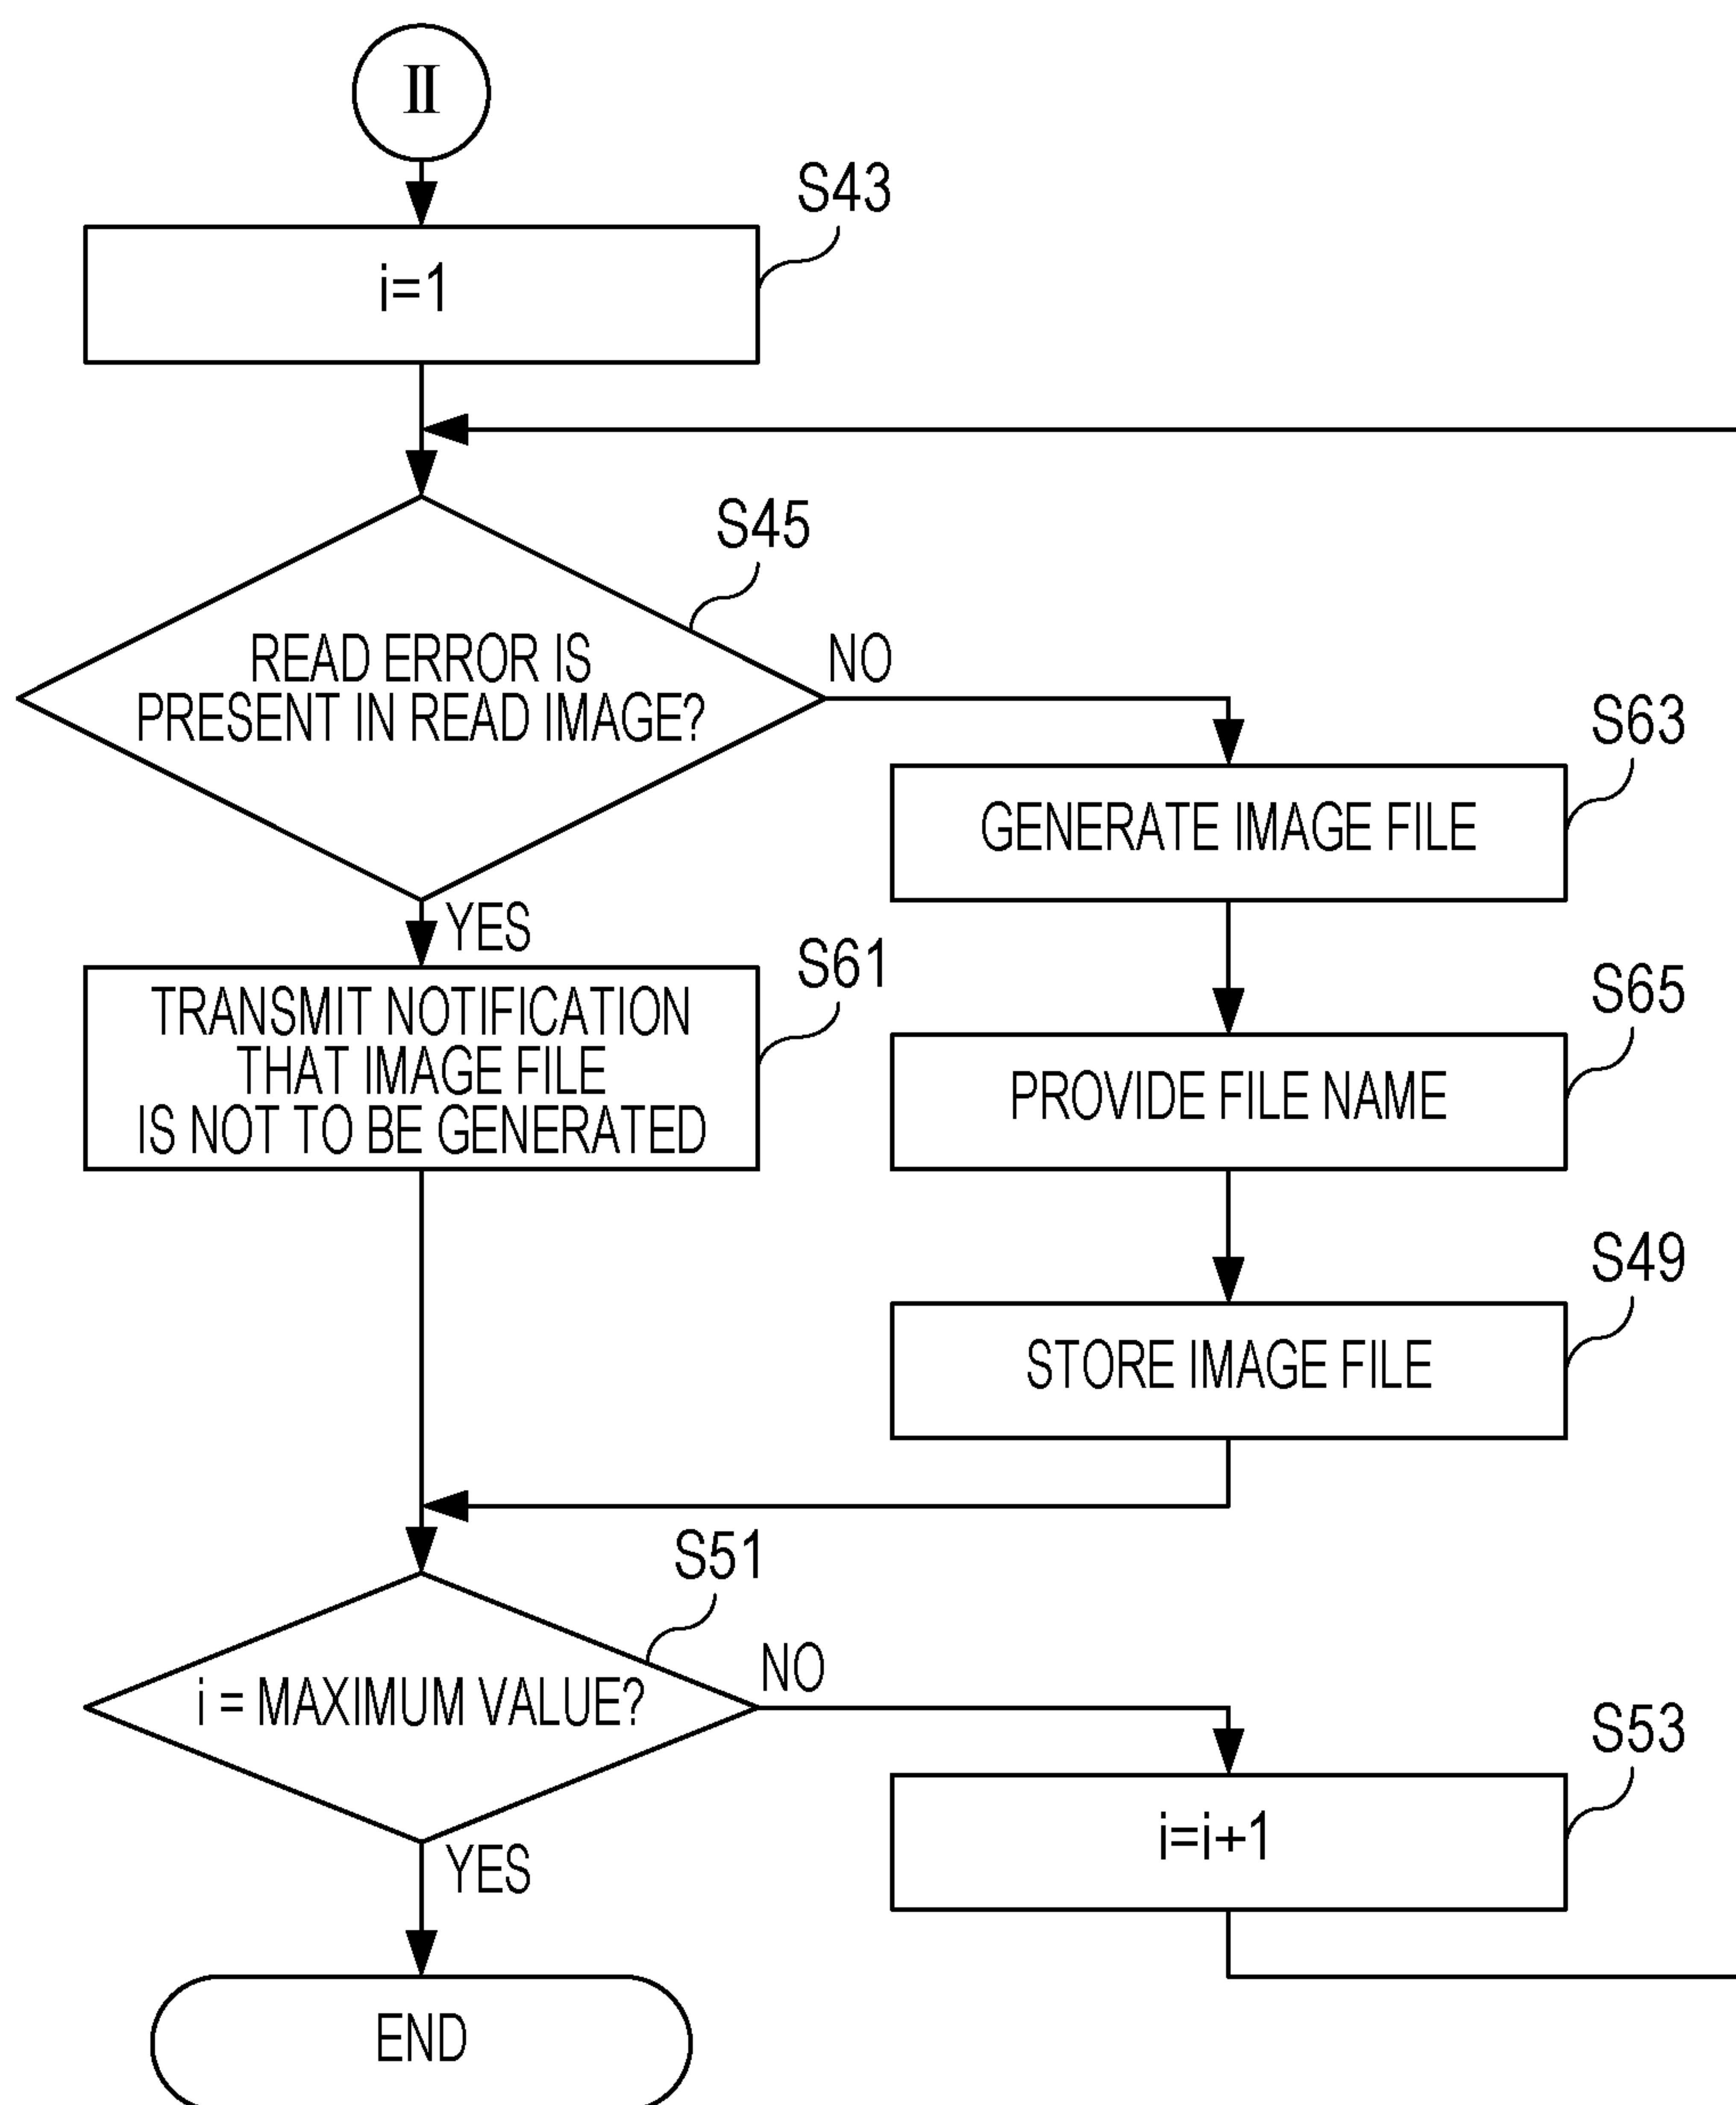 II
S43
i=1
S45
READ ERROR IS
PRESENT IN READ IMAGE?
NO
S63
GENERATE IMAGE FILE
YES
S61
TRANSMIT NOTIFICATION
THAT IMAGE FILE
IS NOT TO BE GENERATED
S65
PROVIDE FILE NAME
S49
STORE IMAGE FILE
S51
i = MAXIMUM VALUE?
NO
S53
i=i+1
YES
END